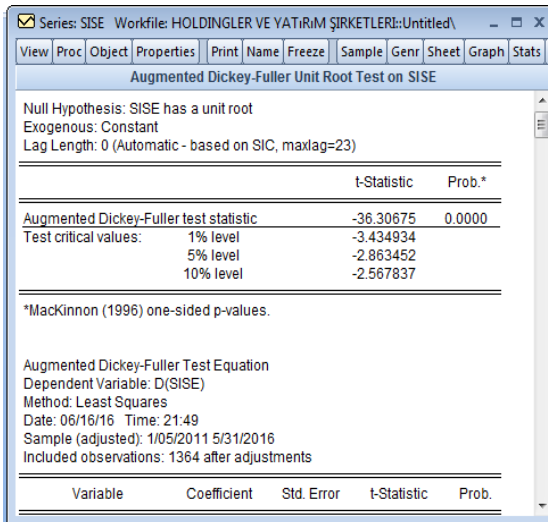 Series: SISE Workfile: HOLDINGLER VE YATıRıM ŞIRKETLERI::Untitled\
View Proc Object Properties Print Name Freeze Sample Genr Sheet Graph Stats
Augmented Dickey-Fuller Unit Root Test on SISE
Null Hypothesis: SISE has a unit root
Exogenous: Constant
Lag Length: 0 (Automatic - based on SIC, maxlag=23)
t-Statistic Prob.*
Augmented Dickey-Fuller test statistic -36.30675 0.0000
Test critical values: 1% level -3.434934
5% level -2.863452
10% level -2.567837
*MacKinnon (1996) one-sided p-values.
Augmented Dickey-Fuller Test Equation
Dependent Variable: D(SISE)
Method: Least Squares
Date: 06/16/16 Time: 21:49
Sample (adjusted): 1/05/2011 5/31/2016
Included observations: 1364 after adjustments
Variable Coefficient Std. Error t-Statistic Prob.